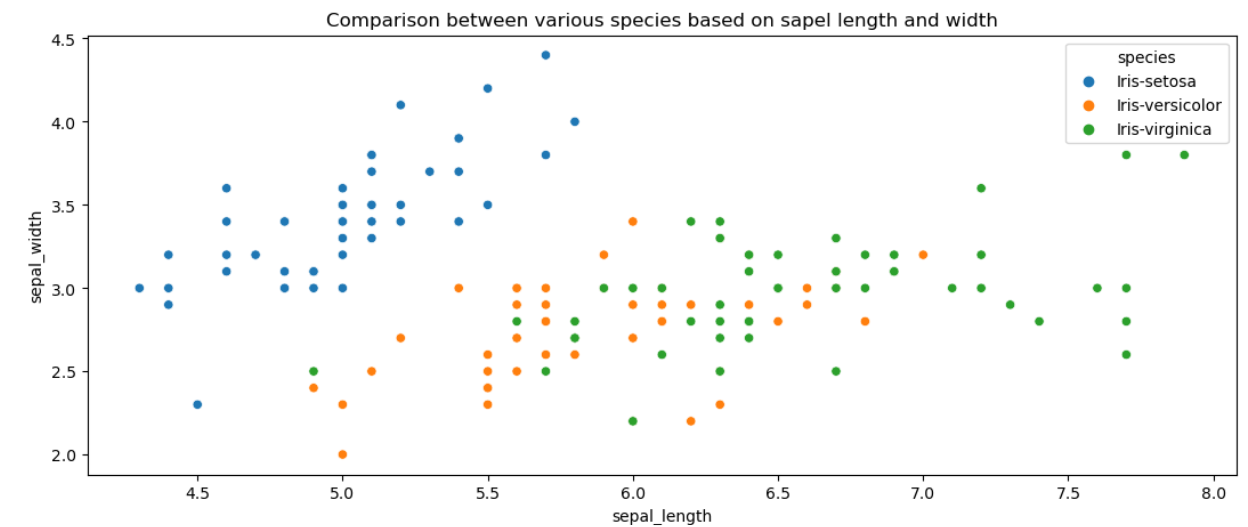 Comparison between various species based on sapel length and width
4.5
4.0
3.5
3.0
2.5
2.0
sepal_width
species
Iris-setosa
Iris-versicolor
Iris-virginica
4.5 5.0 5.5 6.0 6.5 7.0 7.5 8.0
sepal_length